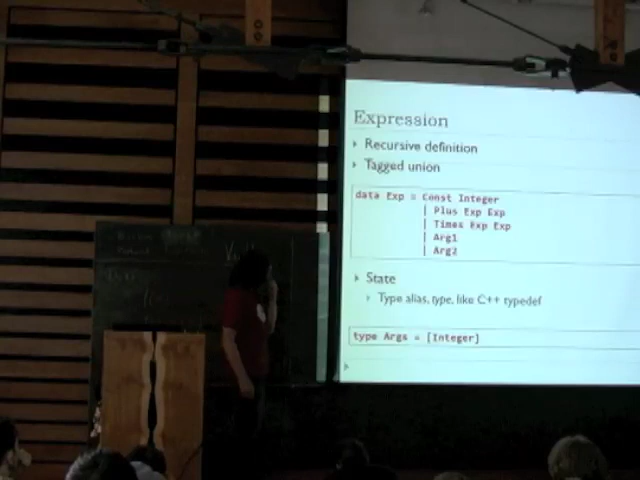 Expression
Recursive definition
Tagged union
data Exp = Const Integer
| Plus Exp Exp
| Times Exp Exp
| Arg1
| Arg2
State
Type alias, type, like C++ typedef
type Args = [Integer]